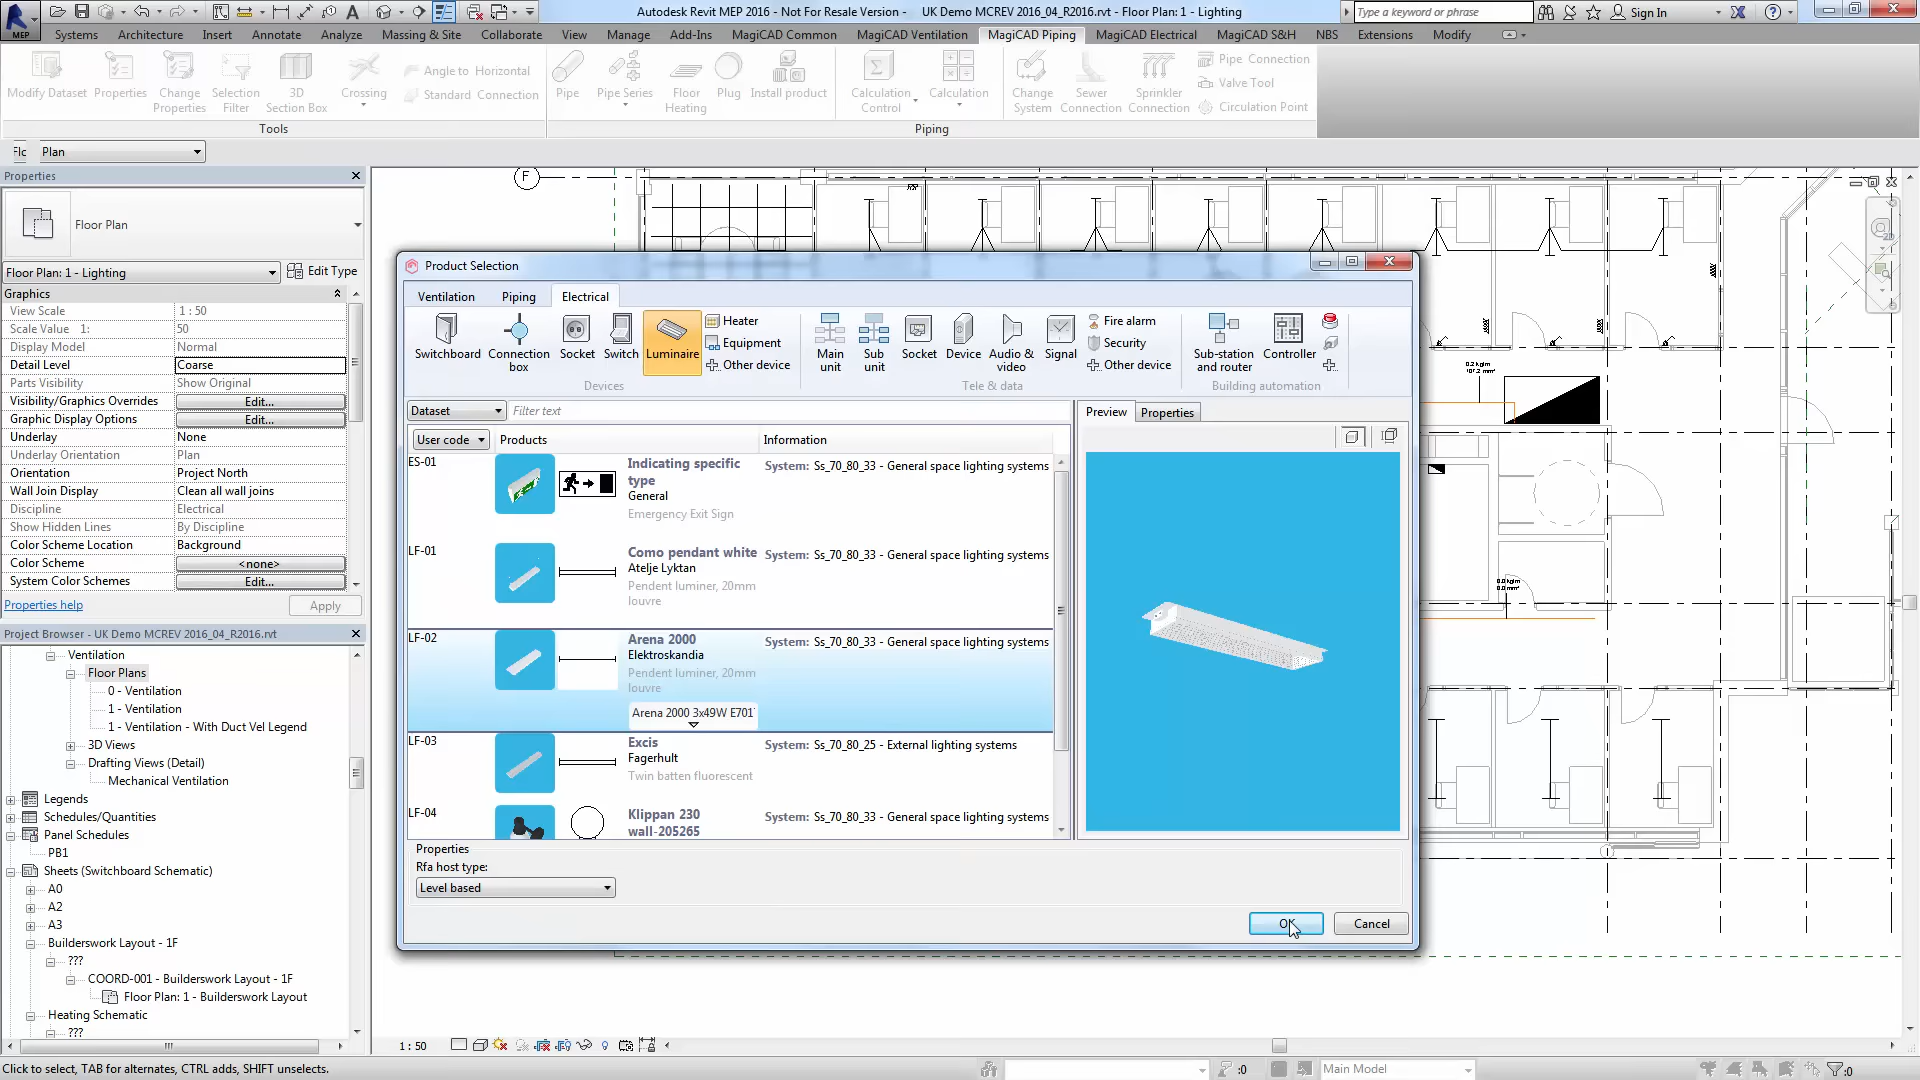 Autodesk Revit MEP 2016 - Not For Resale Version - UK Demo MCREV 2016_04_R2016.rvt - Floor Plan: 1 - Lighting
Type a keyword or phrase
Sign In
MEP
Systems Architecture Insert Annotate Analyze Massing & Site Collaborate View Manage Add-Ins MagiCAD Common MagiCAD Ventilation MagiCAD Piping MagiCAD Electrical MagiCAD S&H NBS Extensions Modify
Modify Dataset
Properties
Change Properties
Selection Filter
3D Section Box
Crossing
Angle to Horizontal
Standard Connection
Pipe
Pipe Series
Floor Heating
Plug
Install product
Calculation Control
Calculation
Change System
Sewer Connection
Sprinkler Connection
Pipe Connection
Valve Tool
Circulation Point
Tools
Piping
Flc Plan
Properties
Floor Plan
Floor Plan: 1 - Lighting
Edit Type
Graphics
View Scale 1 : 50
Scale Value 1: 50
Display Model Normal
Detail Level Coarse
Parts Visibility Show Original
Visibility/Graphics Overrides Edit...
Graphic Display Options Edit...
Underlay None
Underlay Orientation Plan
Orientation Project North
Wall Join Display Clean all wall joins
Discipline Electrical
Show Hidden Lines By Discipline
Color Scheme Location Background
Color Scheme <none>
System Color Schemes Edit...
Properties help
Apply
Project Browser - UK Demo MCREV 2016_04_R2016.rvt
Ventilation
Floor Plans
0 - Ventilation
1 - Ventilation
1 - Ventilation - With Duct Vel Legend
3D Views
Drafting Views (Detail)
Mechanical Ventilation
Legends
Schedules/Quantities
Panel Schedules
PB1
Sheets (Switchboard Schematic)
A0
A2
A3
Builderswork Layout - 1F
???
COORD-001 - Builderswork Layout - 1F
Floor Plan: 1 - Builderswork Layout
Heating Schematic
???
F
Product Selection
Ventilation Piping Electrical
Switchboard
Connection box
Socket
Switch
Luminaire
Heater
Equipment
Other device
Devices
Main unit
Sub unit
Socket
Device
Audio & video
Signal
Fire alarm
Security
Other device
Tele & data
Sub-station and router
Controller
Building automation
Dataset
Filter text
User code
Products
Information
ES-01
Indicating specific type
General
Emergency Exit Sign
System: Ss_70_80_33 - General space lighting systems
LF-01
Como pendant white
Atelje Lyktan
Pendent luminer, 20mm louvre
System: Ss_70_80_33 - General space lighting systems
LF-02
Arena 2000
Elektroskandia
Pendent luminer, 20mm louvre
Arena 2000 3x49W E701
System: Ss_70_80_33 - General space lighting systems
LF-03
Excis
Fagerhult
Twin batten fluorescent
System: Ss_70_80_25 - External lighting systems
LF-04
Klippan 230 wall-205265
System: Ss_70_80_33 - General space lighting systems
Preview Properties
Properties
Rfa host type:
Level based
OK
Cancel
1 : 50
Click to select, TAB for alternates, CTRL adds, SHIFT unselects.
:0
Main Model
:0